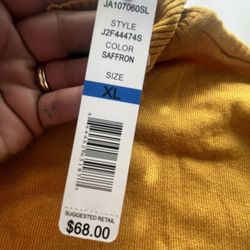 JA107060SL
STYLE
J2F44474S
COLOR
SAFFRON
SIZE
XL
SUGGESTED RETAIL
$68.00